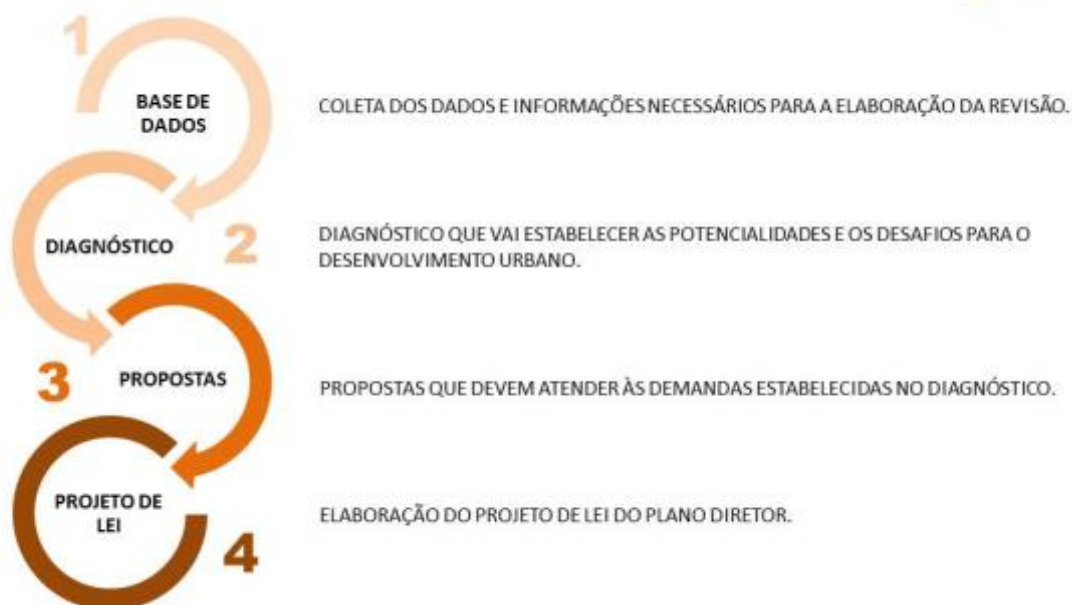 1
BASE DE
DADOS
COLETA DOS DADOS E INFORMAÇÕES NECESSÁRIOS PARA A ELABORAÇÃO DA REVISÃO.
DIAGNÓSTICO
2
DIAGNÓSTICO QUE VAI ESTABELECER AS POTENCIALIDADES E OS DESAFIOS PARA O
DESENVOLVIMENTO URBANO.
3
PROPOSTAS
PROPOSTAS QUE DEVEM ATENDER ÀS DEMANDAS ESTABELECIDAS NO DIAGNÓSTICO.
PROJETO DE
LEI
4
ELABORAÇÃO DO PROJETO DE LEI DO PLANO DIRETOR.